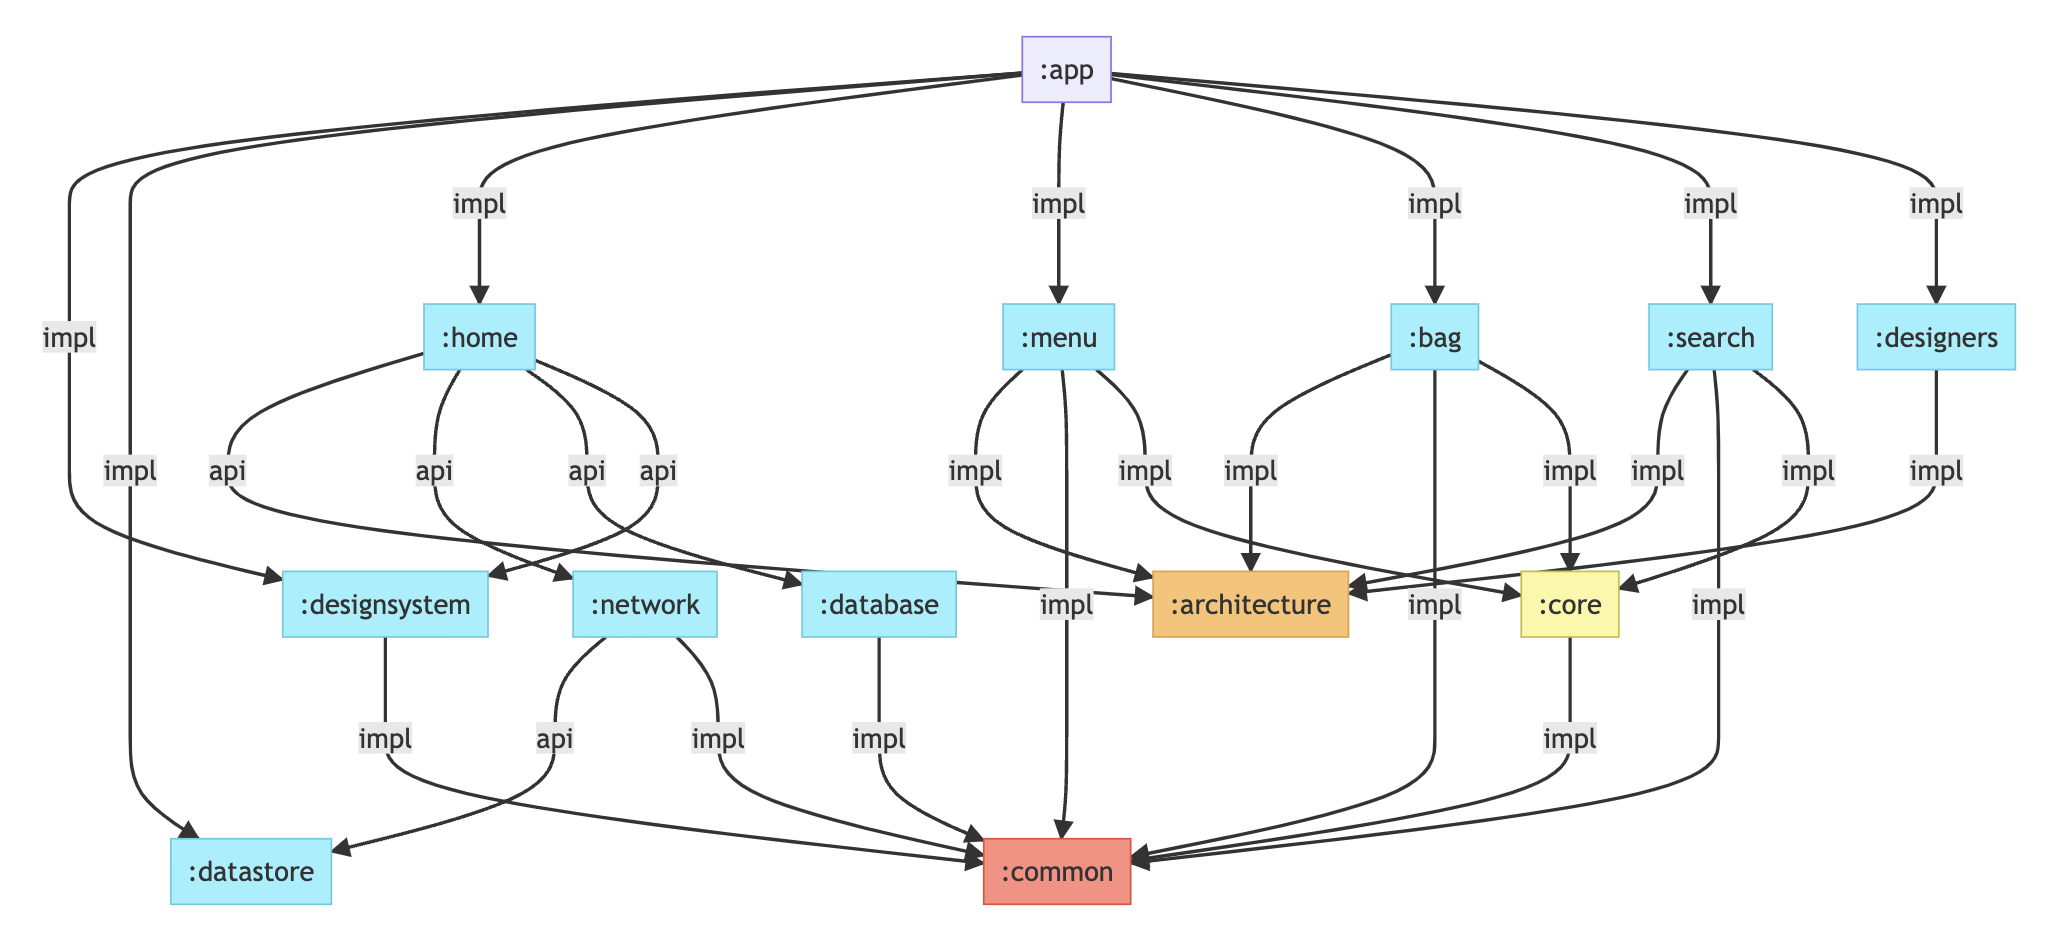 :app
impl
impl
impl
impl
impl
:home
:menu
:bag
:search
:designers
impl
impl
api
api
api
api
impl
impl
impl
impl
impl
impl
impl
:designsystem
:network
:database
impl
:architecture
impl
:core
impl
impl
api
impl
impl
impl
:datastore
:common